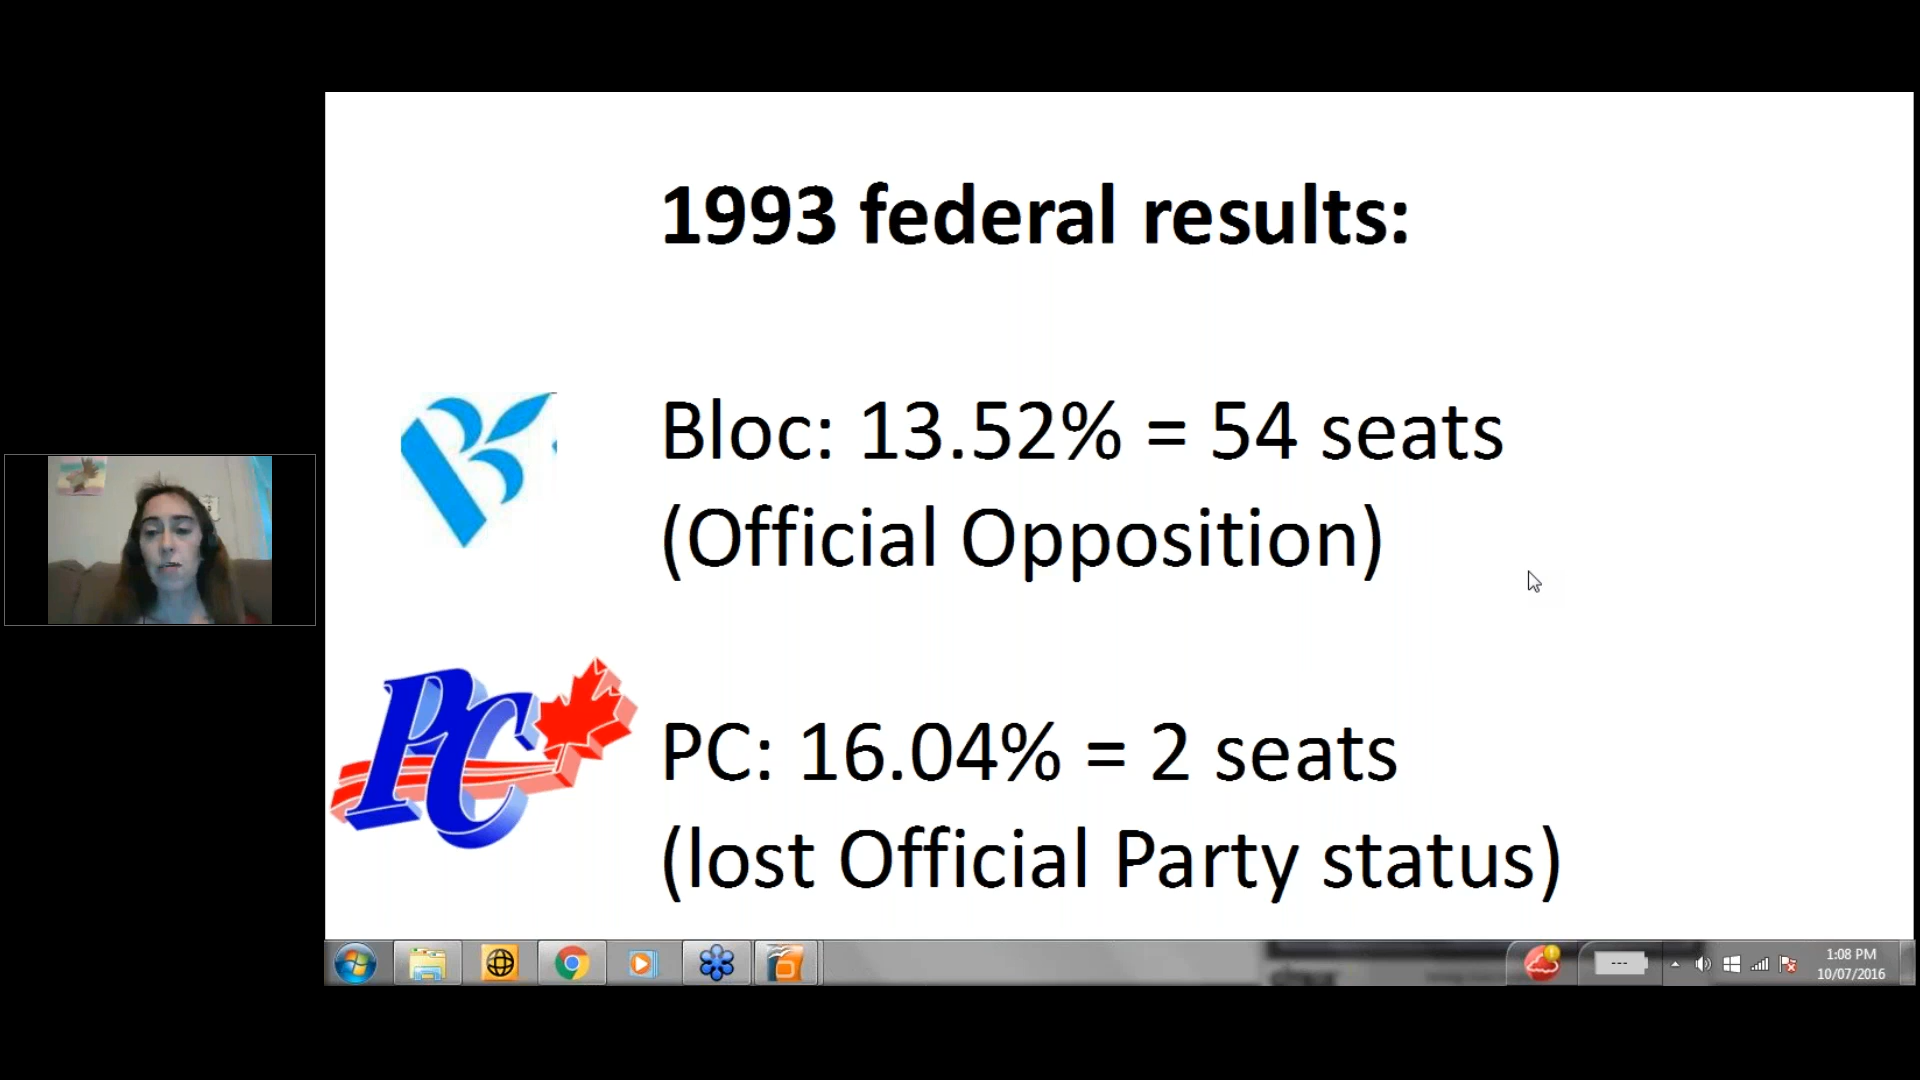 1993 federal results:
Bloc: 13.52% = 54 seats
(Official Opposition)
PC
PC: 16.04% = 2 seats
(lost Official Party status)
1:08 PM
10/07/2016